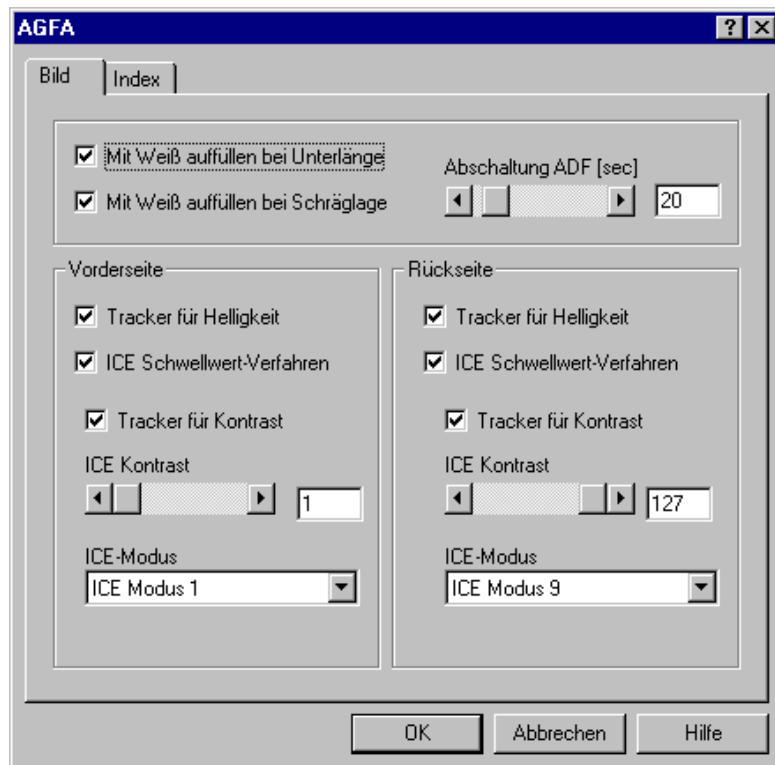 AGFA
Bild
Index
Mit Weiß auffüllen bei Unterlänge
Mit Weiß auffüllen bei Schräglage
Abschaltung ADF [sec]
20
Vorderseite
Tracker für Helligkeit
ICE Schwellwert-Verfahren
Tracker für Kontrast
ICE Kontrast
1
ICE-Modus
ICE Modus 1
Rückseite
Tracker für Helligkeit
ICE Schwellwert-Verfahren
Tracker für Kontrast
ICE Kontrast
127
ICE-Modus
ICE Modus 9
OK
Abbrechen
Hilfe